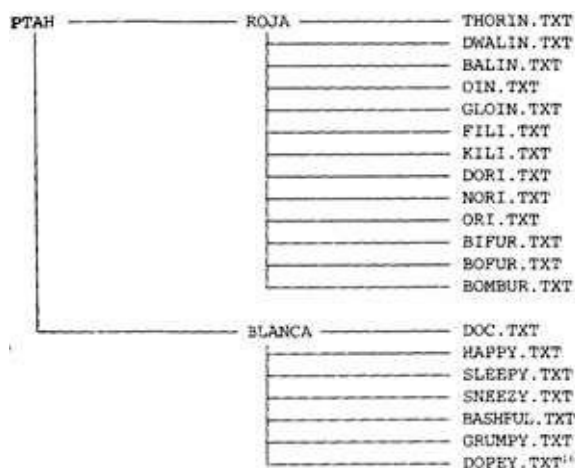 PTAH ROJA THORIN.TXT
DWALIN.TXT
BALIN.TXT
OIN.TXT
GLOIN.TXT
FILI.TXT
KILI.TXT
DORI.TXT
NORI.TXT
ORI.TXT
BIFUR.TXT
BOFUR.TXT
BOMBUR.TXT
BLANCA DOC.TXT
HAPPY.TXT
SLEEPY.TXT
SNEEZY.TXT
BASHFUL.TXT
GRUMPY.TXT
DOPEY.TXT